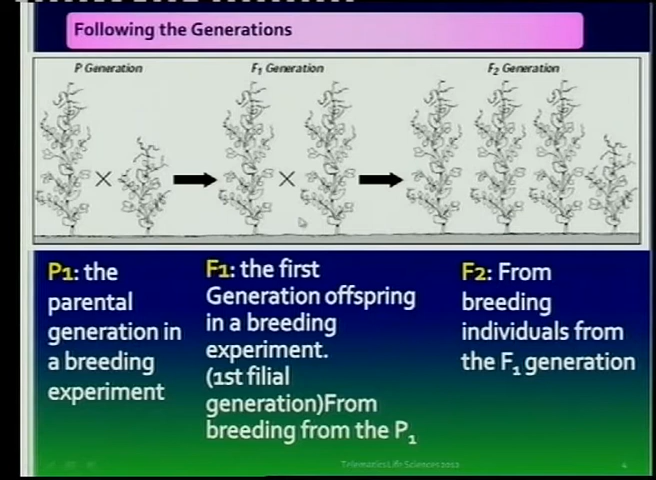 Following the Generations
P Generation
F₁ Generation
F₂ Generation
×
×
P1: the
parental
generation in
a breeding
experiment
F1: the first
Generation offspring
in a breeding
experiment.
(1st filial
generation)From
breeding from the P₁
F2: From
breeding
individuals from
the F₁ generation
Telematics Life Sciences 2012
4